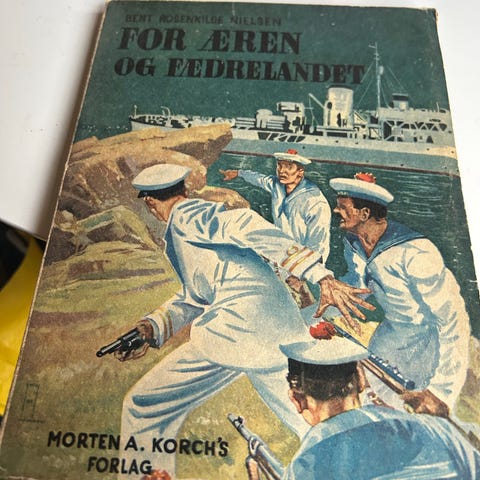 BENT ROSENKILDE NIELSEN
FOR ÆREN
OG FÆDRELANDET
MORTEN A. KORCH'S
FORLAG